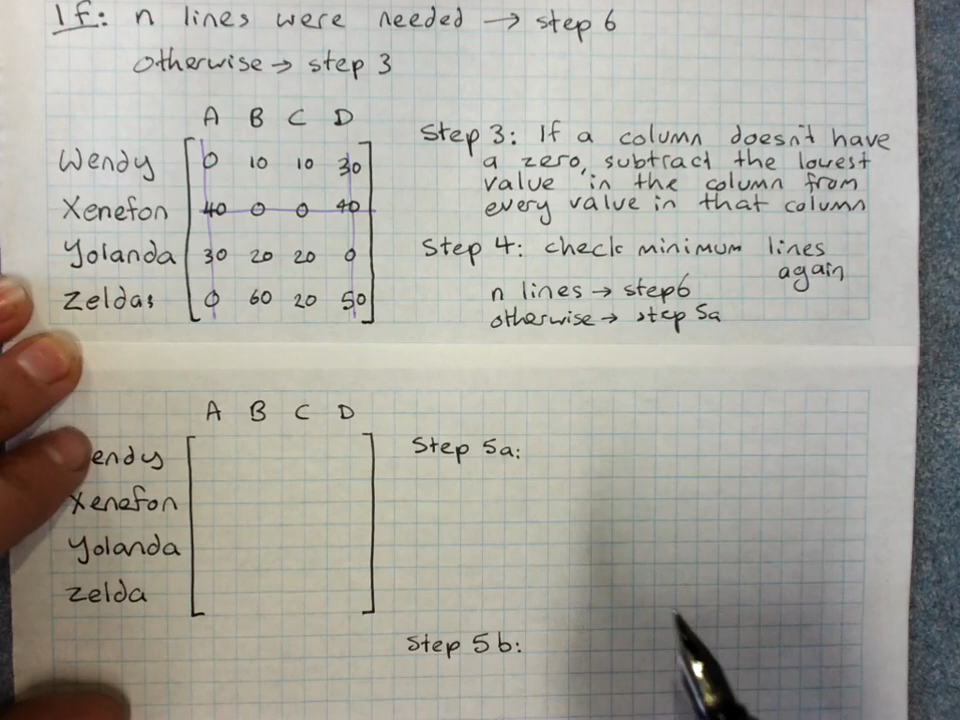 If: n lines were needed → step 6
otherwise → step 3
A B C D
Wendy 0 10 10 30
Xenefon 40 0 0 40
Yolanda 30 20 20 0
Zeldas 0 60 20 50
Step 3: If a column doesn't have
a zero, subtract the lowest
value in the column from
every value in that column
Step 4: check minimum lines
again
n lines → step6
otherwise → step 5a
A B C D
endy
Xenefon
Yolanda
Zelda
Step 5a:
Step 5b: